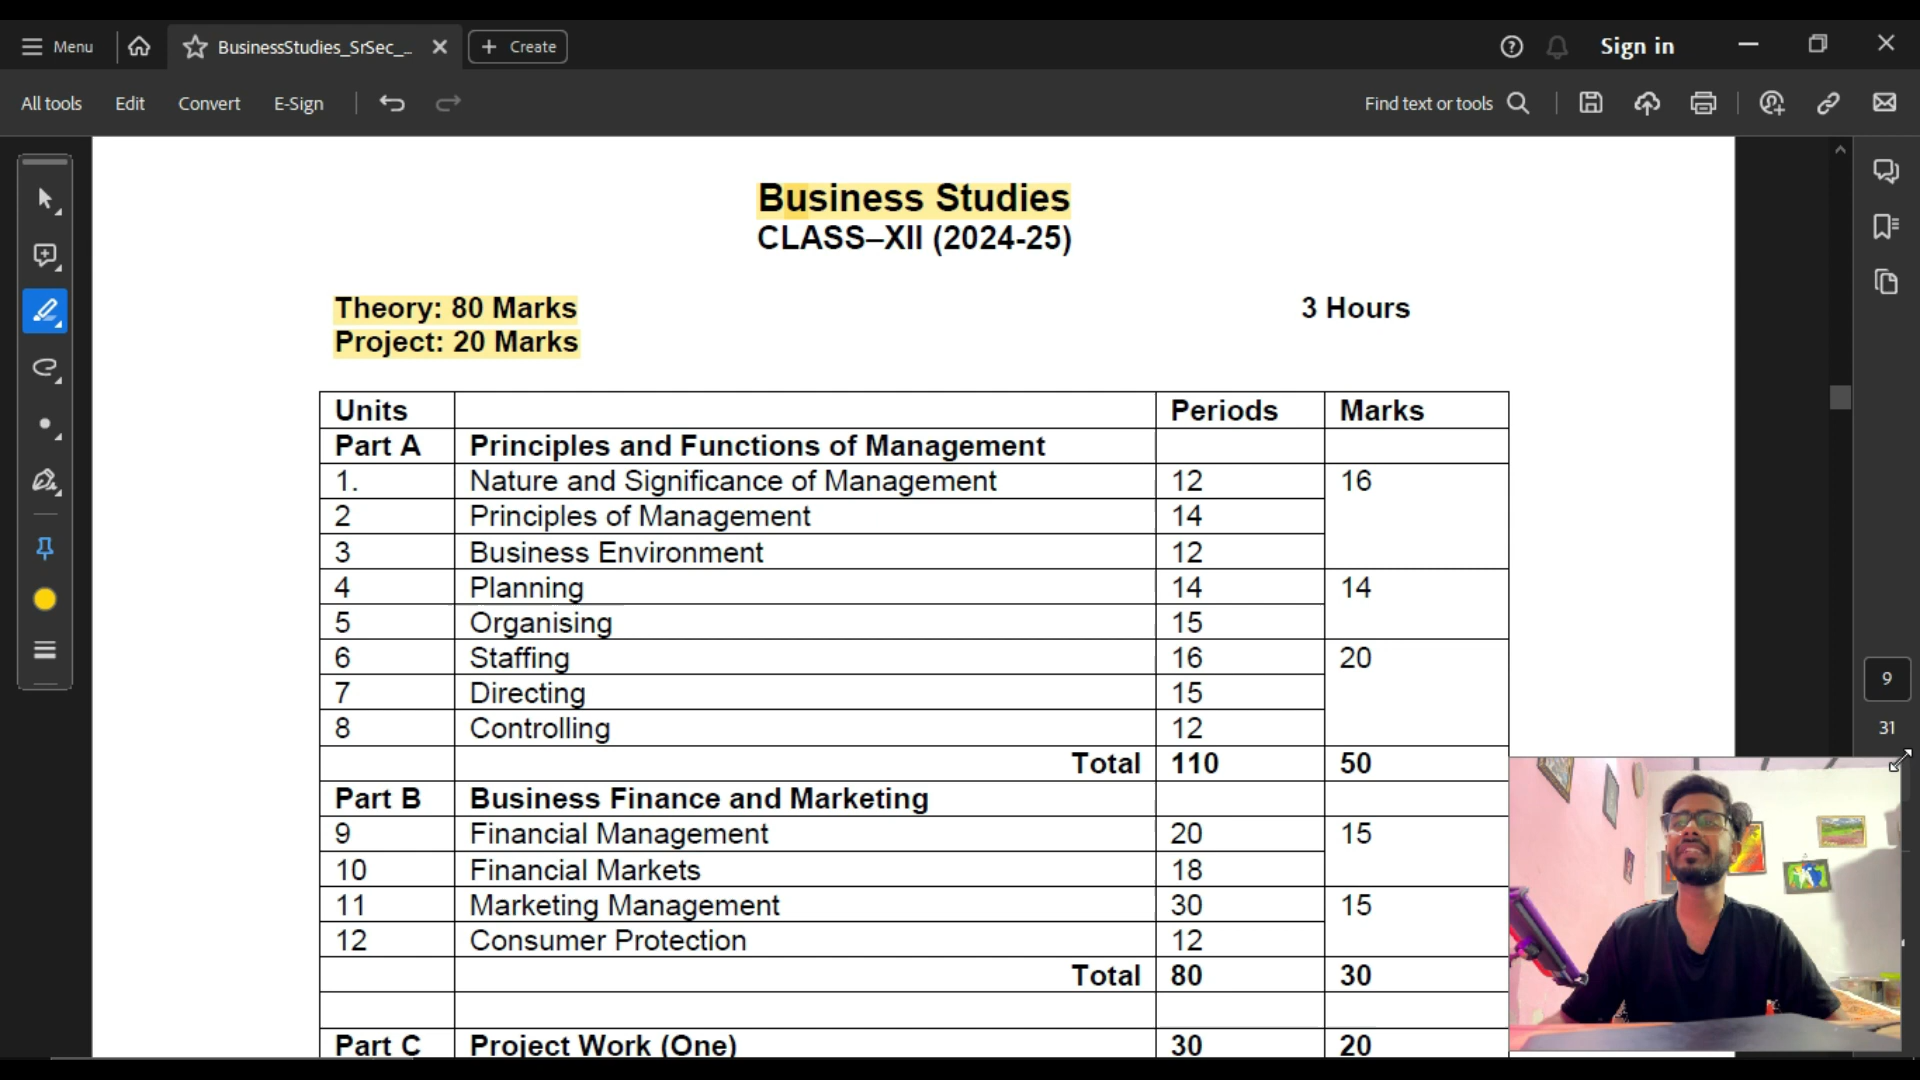 Menu
BusinessStudies_SrSec_...
Create
Sign in
All tools
Edit
Convert
E-Sign
Find text or tools
Business Studies
CLASS–XII (2024-25)
Theory: 80 Marks 3 Hours
Project: 20 Marks
Units Periods Marks
Part A Principles and Functions of Management
1. Nature and Significance of Management 12 16
2 Principles of Management 14
3 Business Environment 12
4 Planning 14 14
5 Organising 15
6 Staffing 16 20
7 Directing 15
8 Controlling 12
Total 110 50
Part B Business Finance and Marketing
9 Financial Management 20 15
10 Financial Markets 18
11 Marketing Management 30 15
12 Consumer Protection 12
Total 80 30
Part C Project Work (One) 30 20
9
31